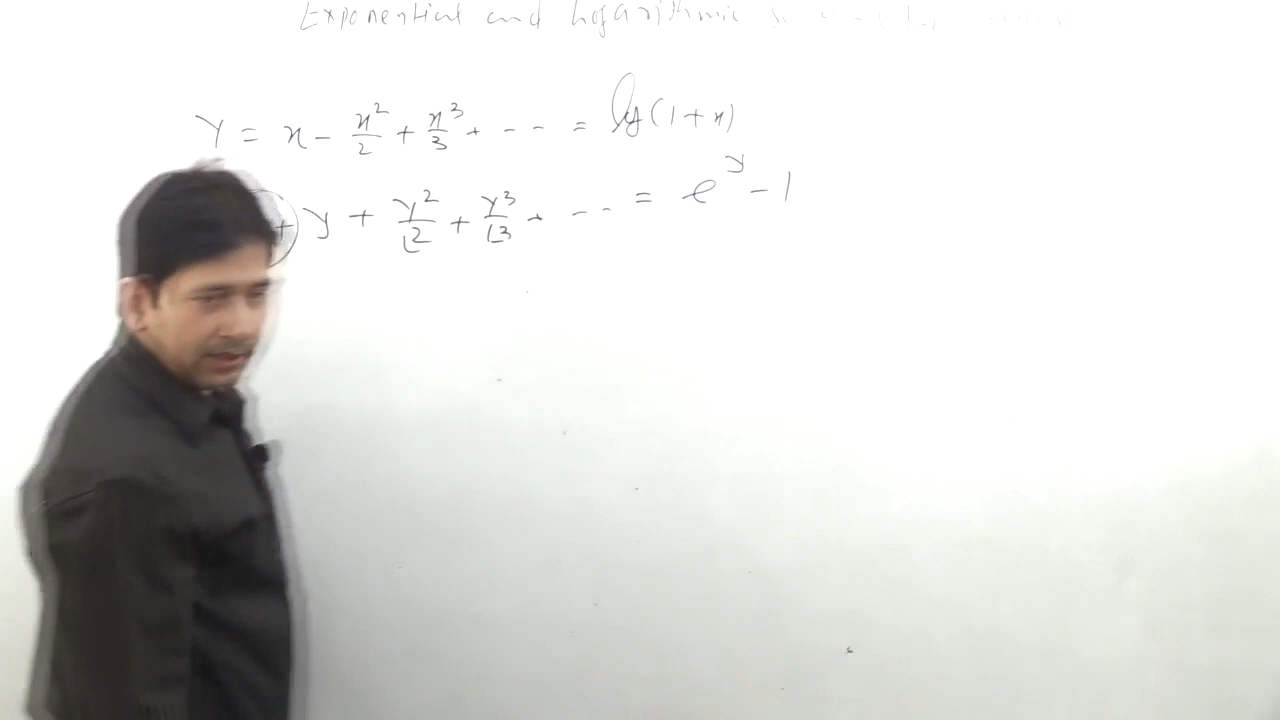 Exponential and Logarithmic
y = x - x²/2 + x³/3 + --- = log(1+x)
+ y + y²/⌊2 + y³/⌊3 + --- = e^y - 1